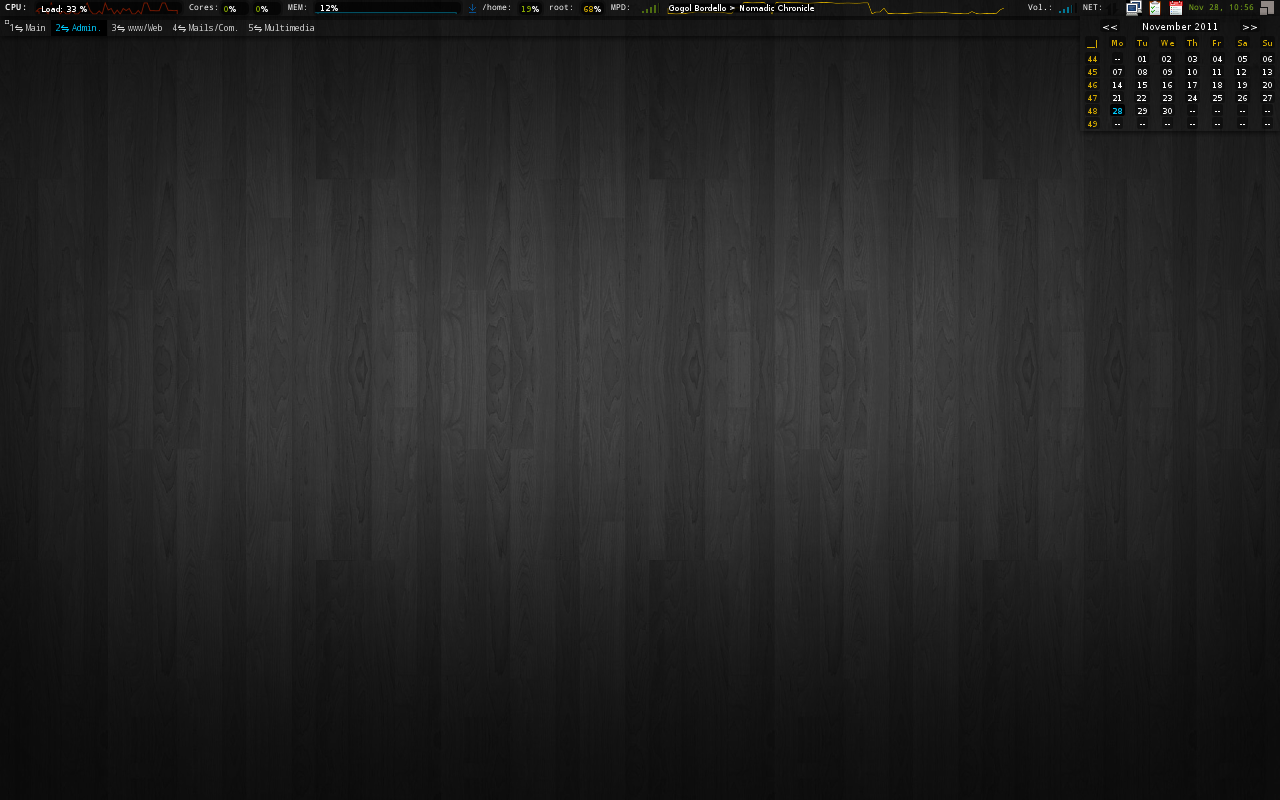 CPU: Load: 33 % Cores: 0% 0% MEM: 12% /home: 19% root: 68% MPD: Gogol Bordello > Nomadic Chronicle Vol.: NET: Nov 28, 10:56
1 Main 2 Admin. 3 www/Web 4 Mails/Com. 5 Multimedia
<< November 2011 >>
__| Mo Tu We Th Fr Sa Su
44 -- 01 02 03 04 05 06
45 07 08 09 10 11 12 13
46 14 15 16 17 18 19 20
47 21 22 23 24 25 26 27
48 28 29 30 -- -- -- --
49 -- -- -- -- -- -- --